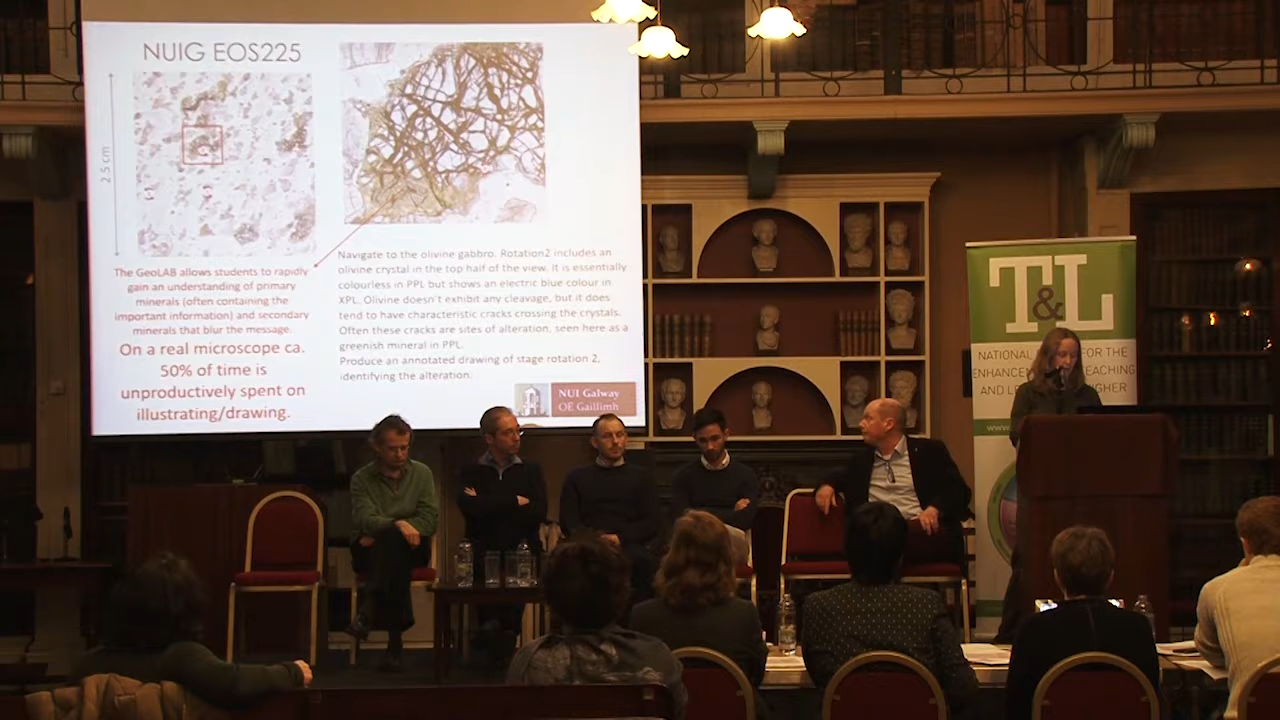 NUIG EOS225
2.5 cm
The GeoLAB allows students to rapidly
gain an understanding of primary
minerals (often containing the
important information) and secondary
minerals that blur the message.
On a real microscope ca.
50% of time is
unproductively spent on
illustrating/drawing.
Navigate to the olivine gabbro. Rotation2 includes an
olivine crystal in the top half of the view. It is essentially
colourless in PPL but shows an electric blue colour in
XPL. Olivine doesn't exhibit any cleavage, but it does
tend to have characteristic cracks crossing the crystals.
Often these cracks are sites of alteration, seen here as a
greenish mineral in PPL.
Produce an annotated drawing of stage rotation 2,
identifying the alteration.
NUI Galway
OÉ Gaillimh
T&L
NATIONAL FOR THE
ENHANCE TEACHING
AND LE IGHER
www.